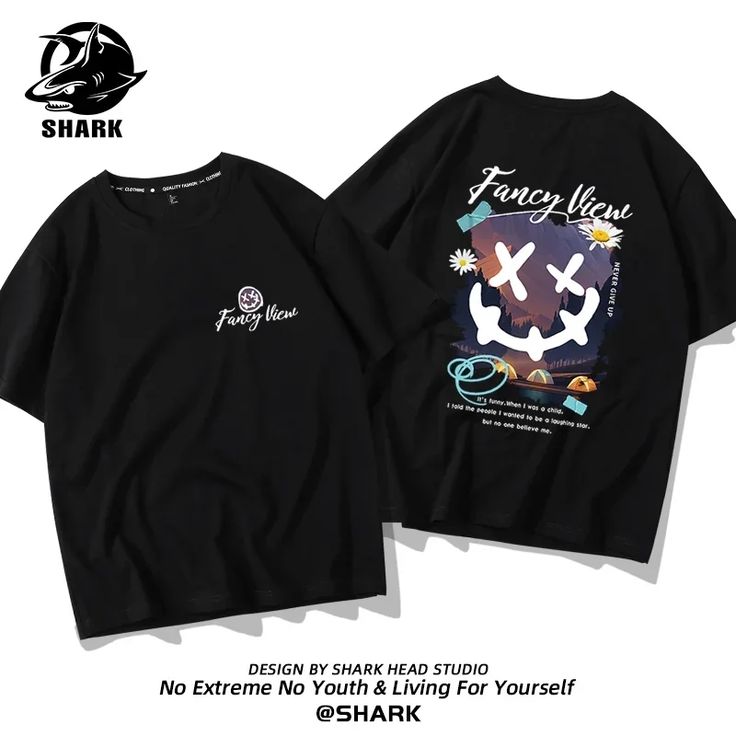 SHARK
CLOTHING QUALITY FASHION CLOTHING
Fancy View
Fancy View
NEVER GIVE UP
It's funny.When I was a child,
I told the people I wanted to be a laughing star,
but no one believe me.
DESIGN BY SHARK HEAD STUDIO
No Extreme No Youth & Living For Yourself
@SHARK